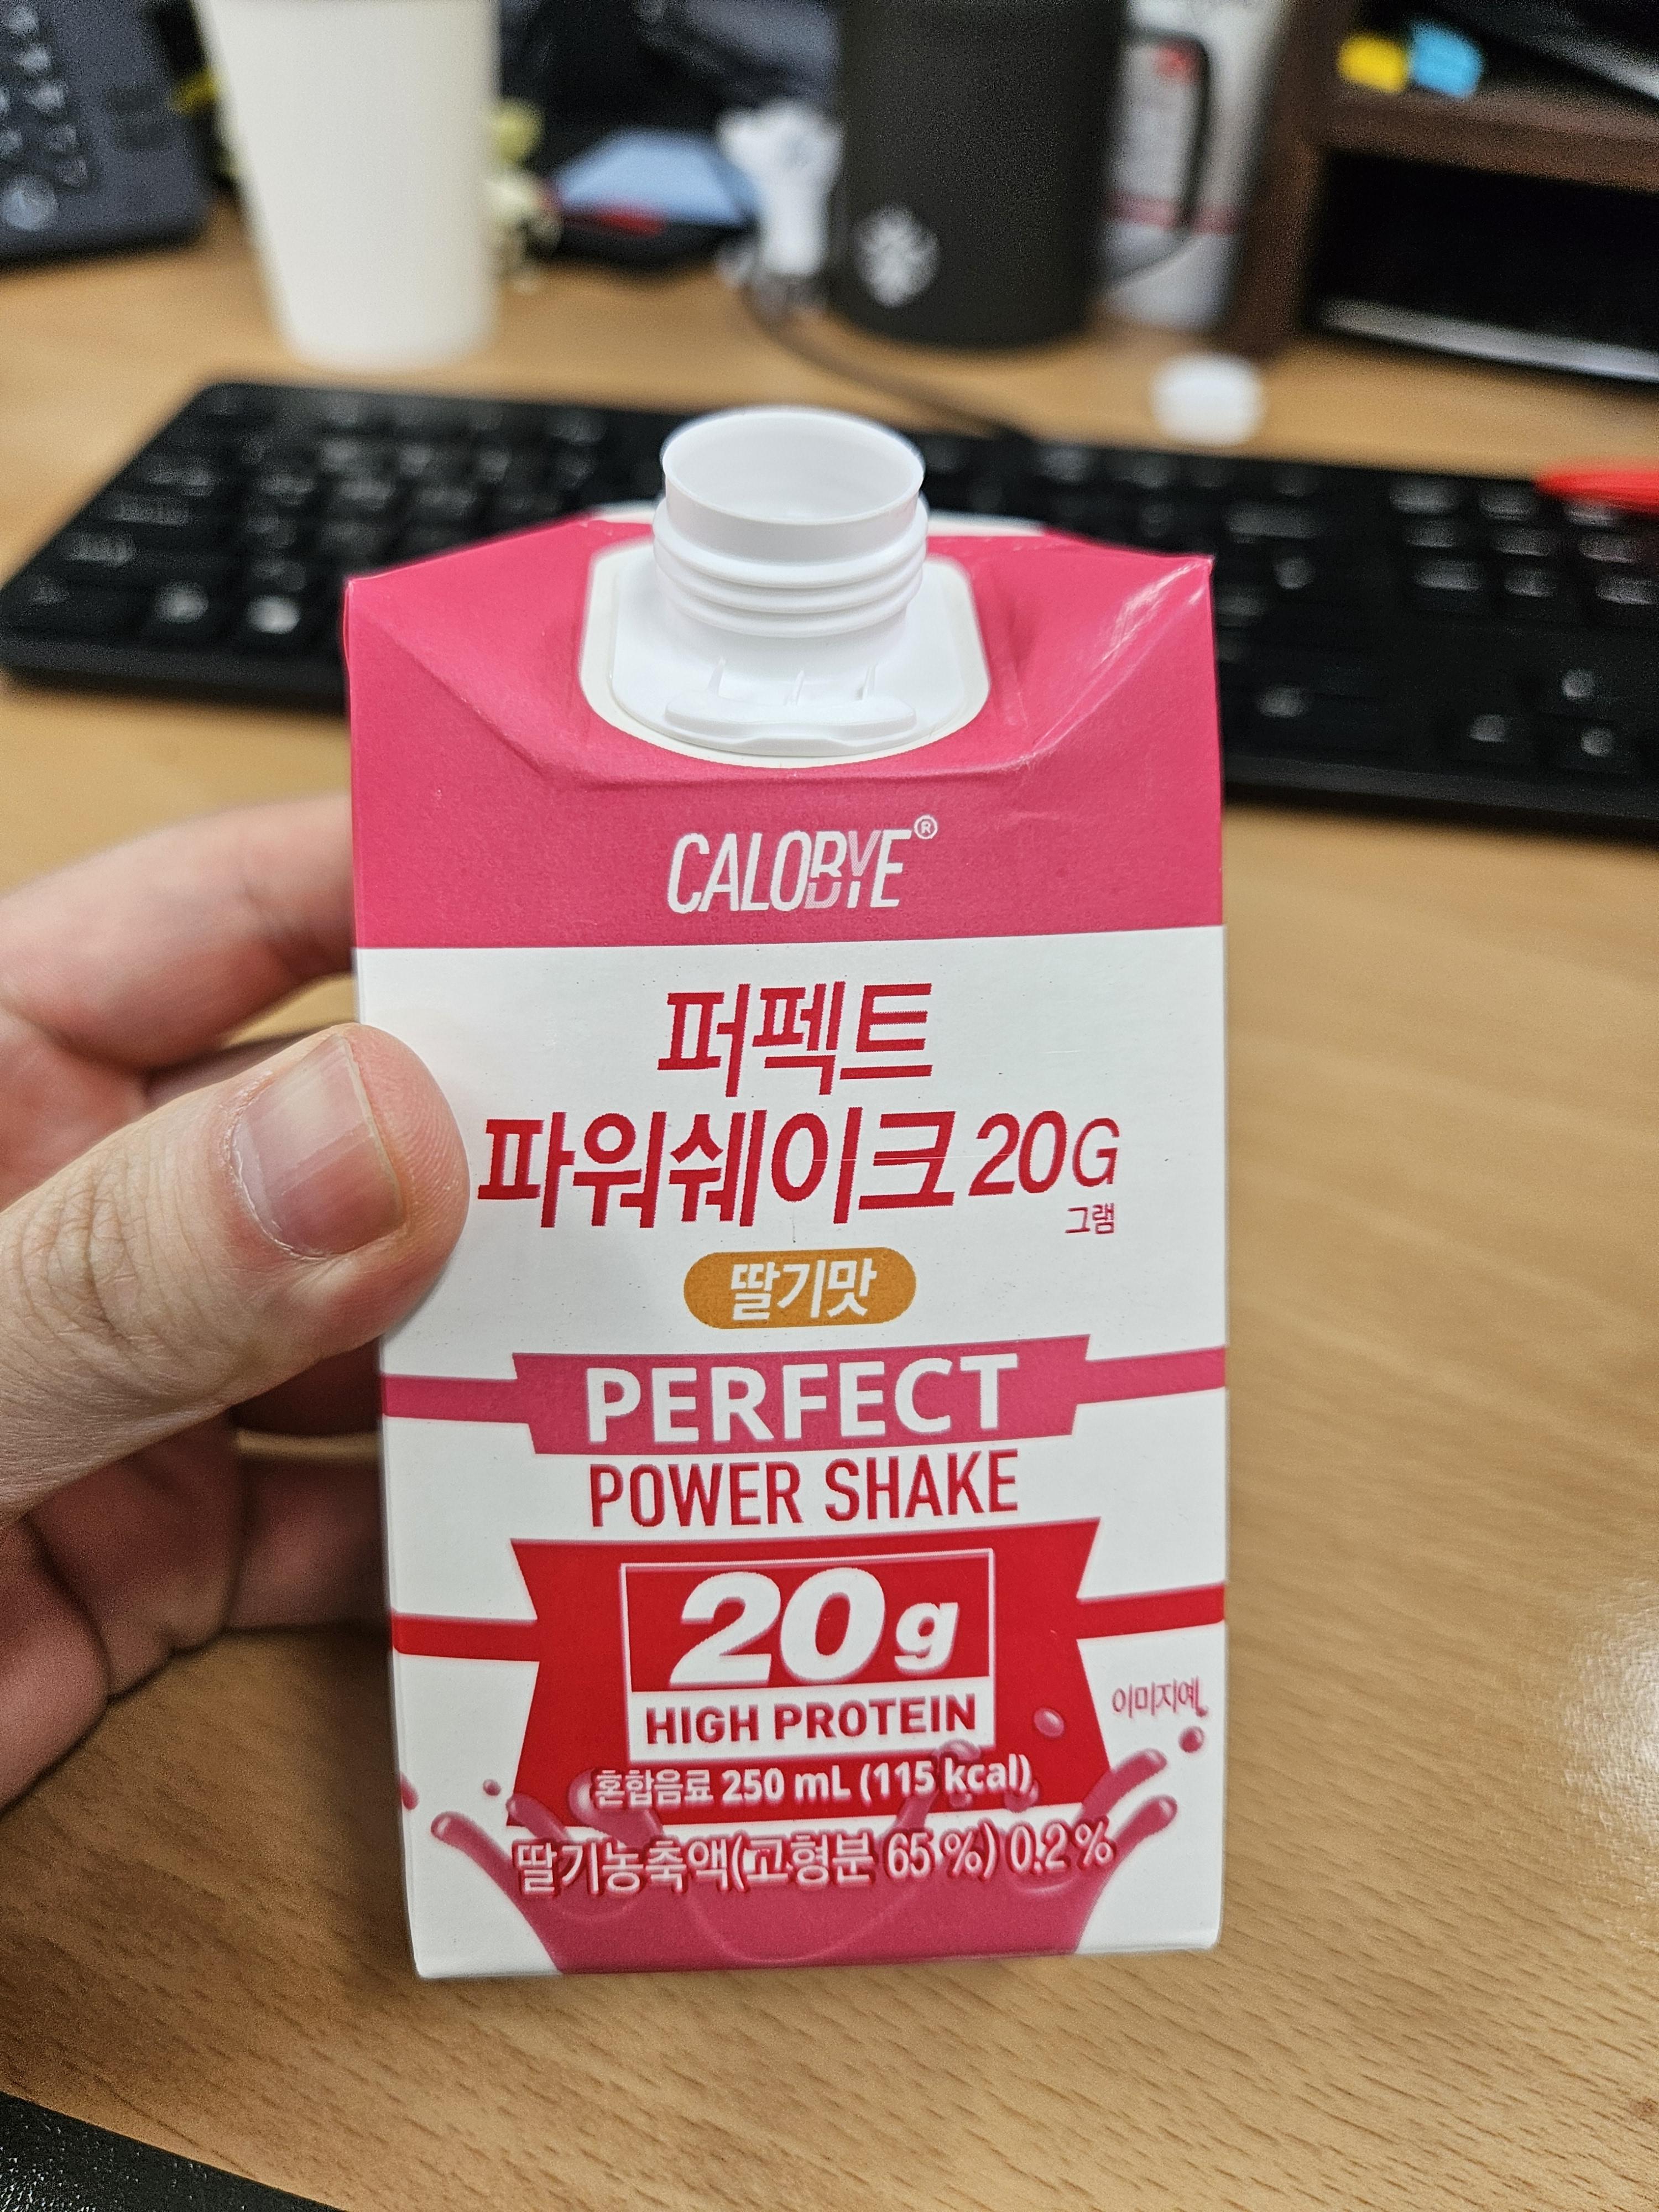 CALOBYE®
퍼펙트
파워쉐이크 20G
그램
딸기맛
PERFECT
POWER SHAKE
20g
HIGH PROTEIN
이미지예
혼합음료 250 mL (115 kcal)
딸기농축액(고형분 65%) 0.2%